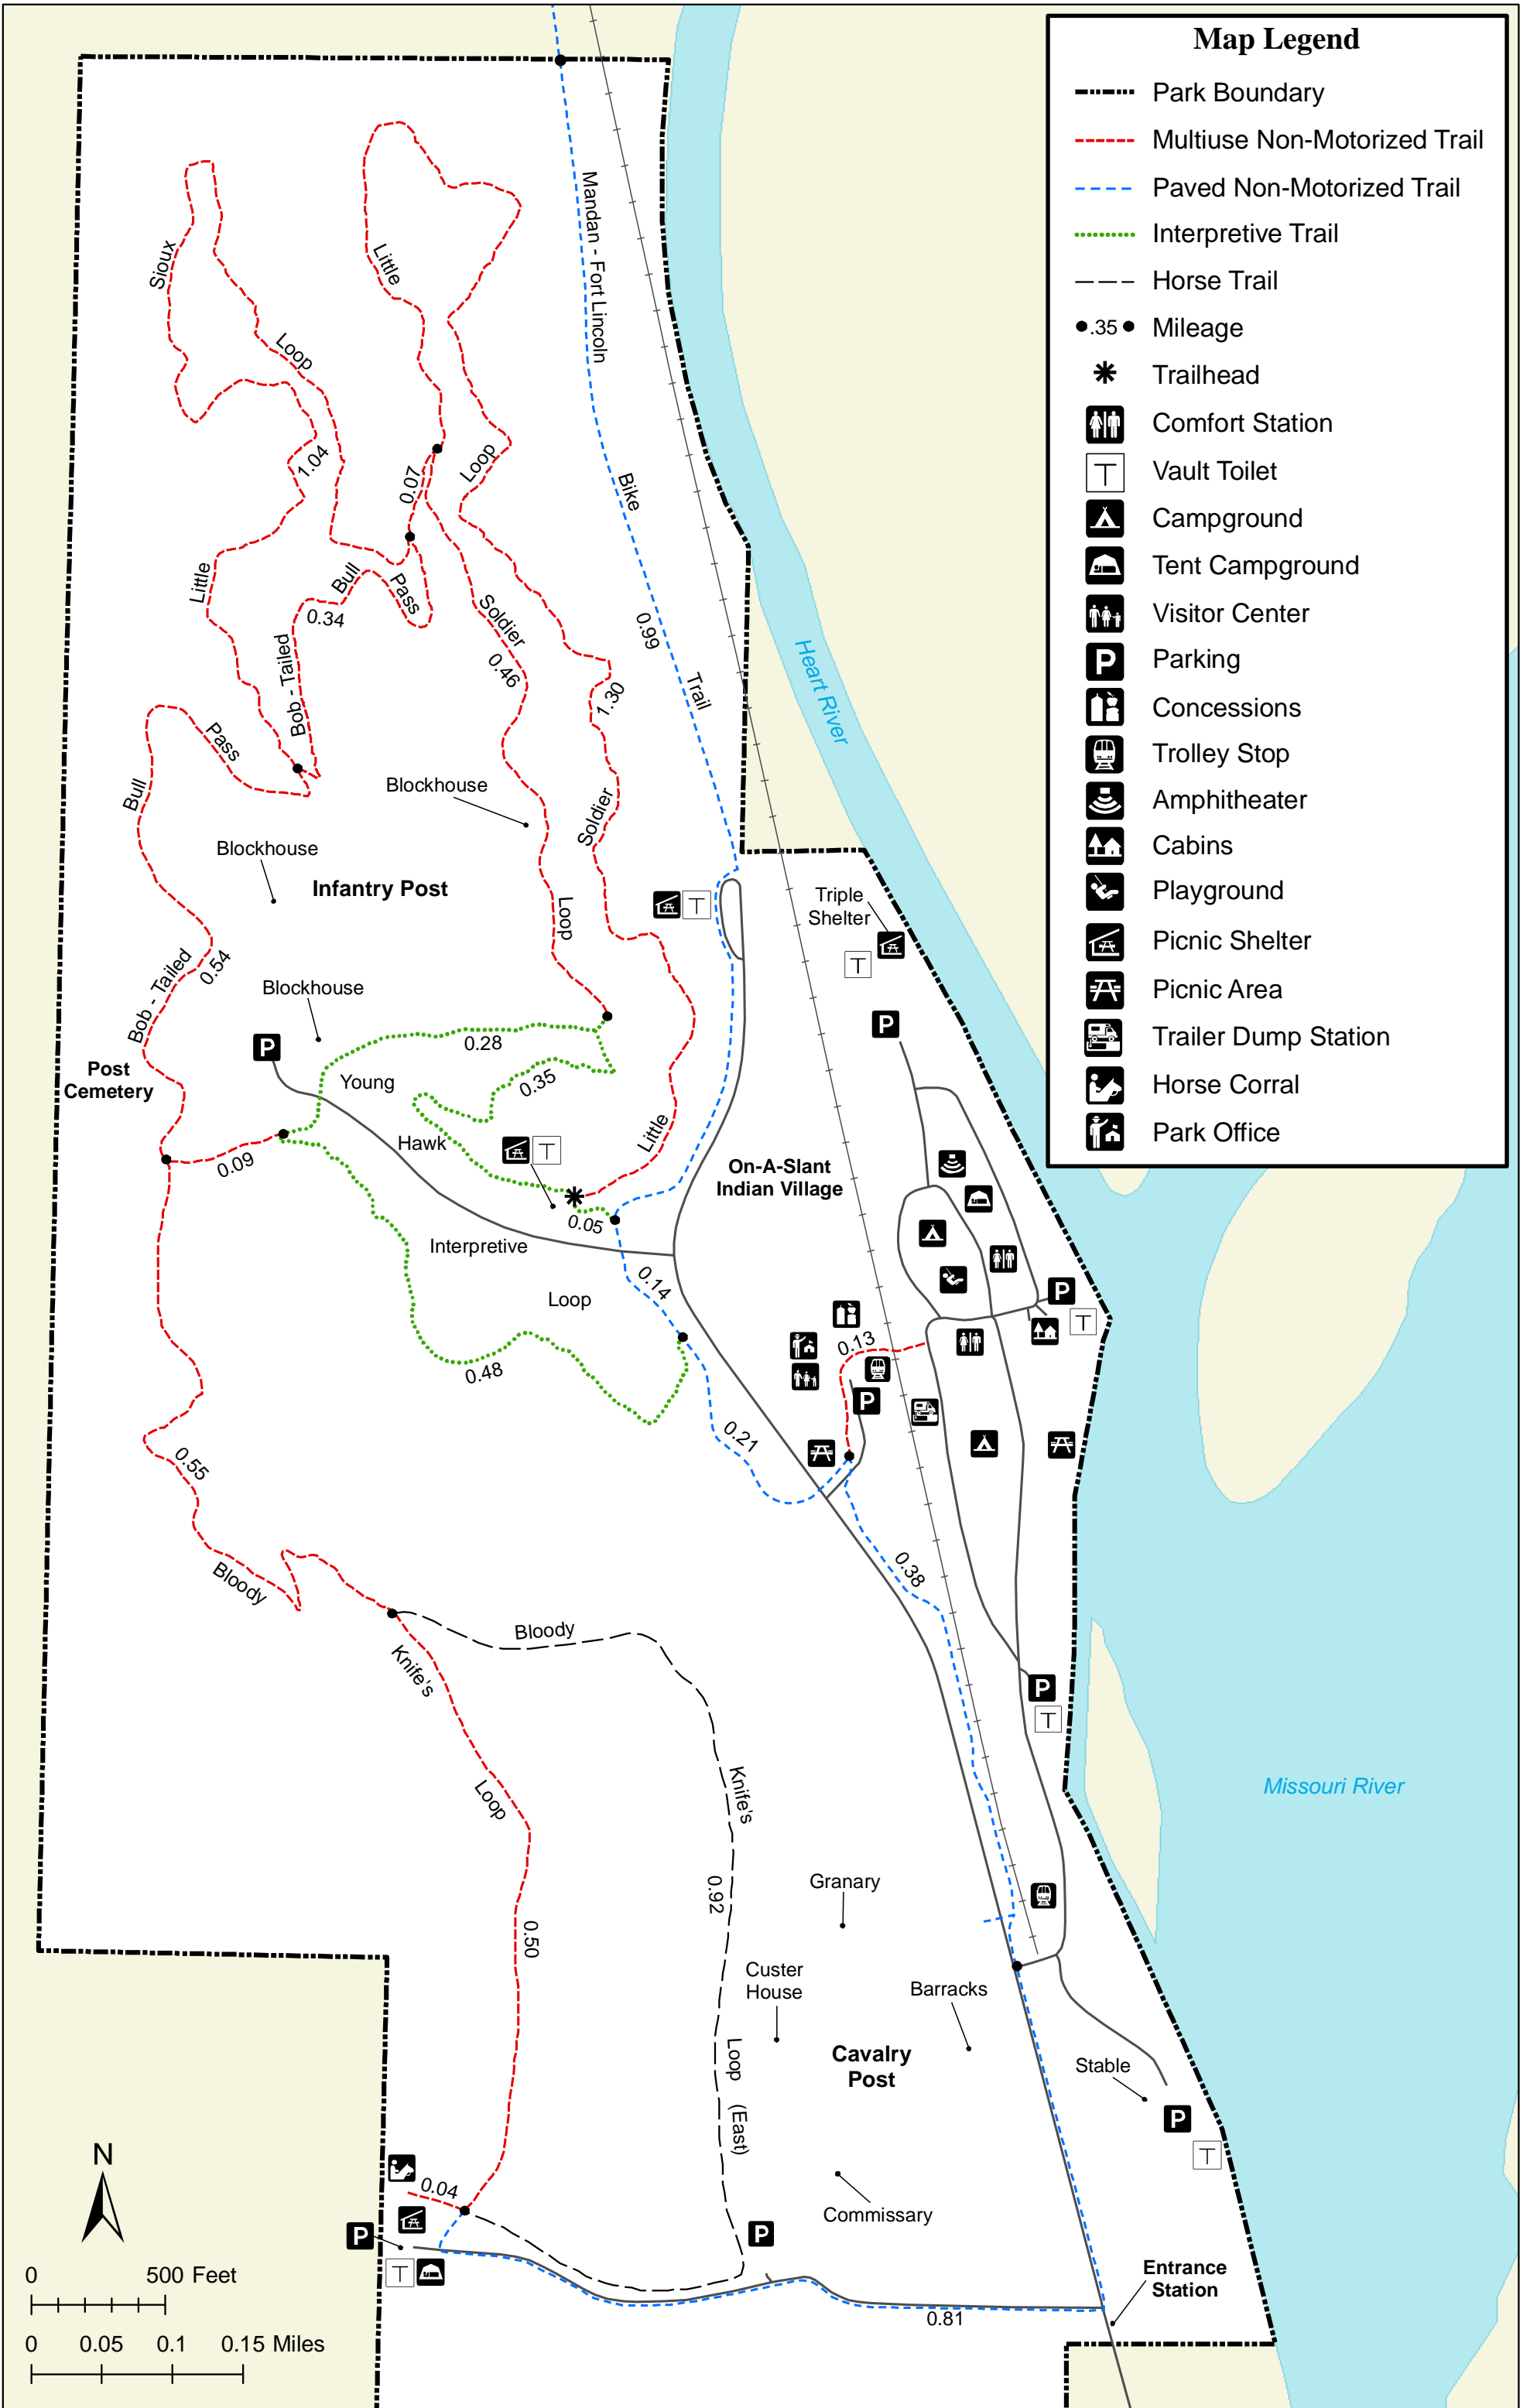 Map Legend
Park Boundary
Multiuse Non-Motorized Trail
Paved Non-Motorized Trail
Interpretive Trail
Horse Trail
.35 Mileage
Trailhead
Comfort Station
T Vault Toilet
Campground
Tent Campground
Visitor Center
P Parking
Concessions
Trolley Stop
Amphitheater
Cabins
Playground
Picnic Shelter
Picnic Area
Trailer Dump Station
Horse Corral
Park Office
Mandan - Fort Lincoln
Bike
Trail
0.99
Sioux
Loop
1.04
Little
Little
Loop
0.07
Soldier
0.46
Loop
1.30
Soldier
Little
Bob - Tailed
Bull
Pass
0.34
Pass
Bull
Bob - Tailed
0.54
Heart River
Blockhouse
Blockhouse
Infantry Post
Blockhouse
T
Triple
Shelter
T
P
P
Post
Cemetery
0.28
Young
0.35
Hawk
T
0.09
0.05
Interpretive
Loop
0.48
0.14
On-A-Slant
Indian Village
P
T
0.13
P
0.21
0.38
0.55
Bloody
Knife's
Loop
0.50
Bloody
Knife's
0.92
Loop (East)
P
T
Missouri River
Granary
Custer
House
Barracks
Cavalry
Post
Stable
P
T
Commissary
0.04
P
T
P
0.81
Entrance
Station
N
0 500 Feet
0 0.05 0.1 0.15 Miles